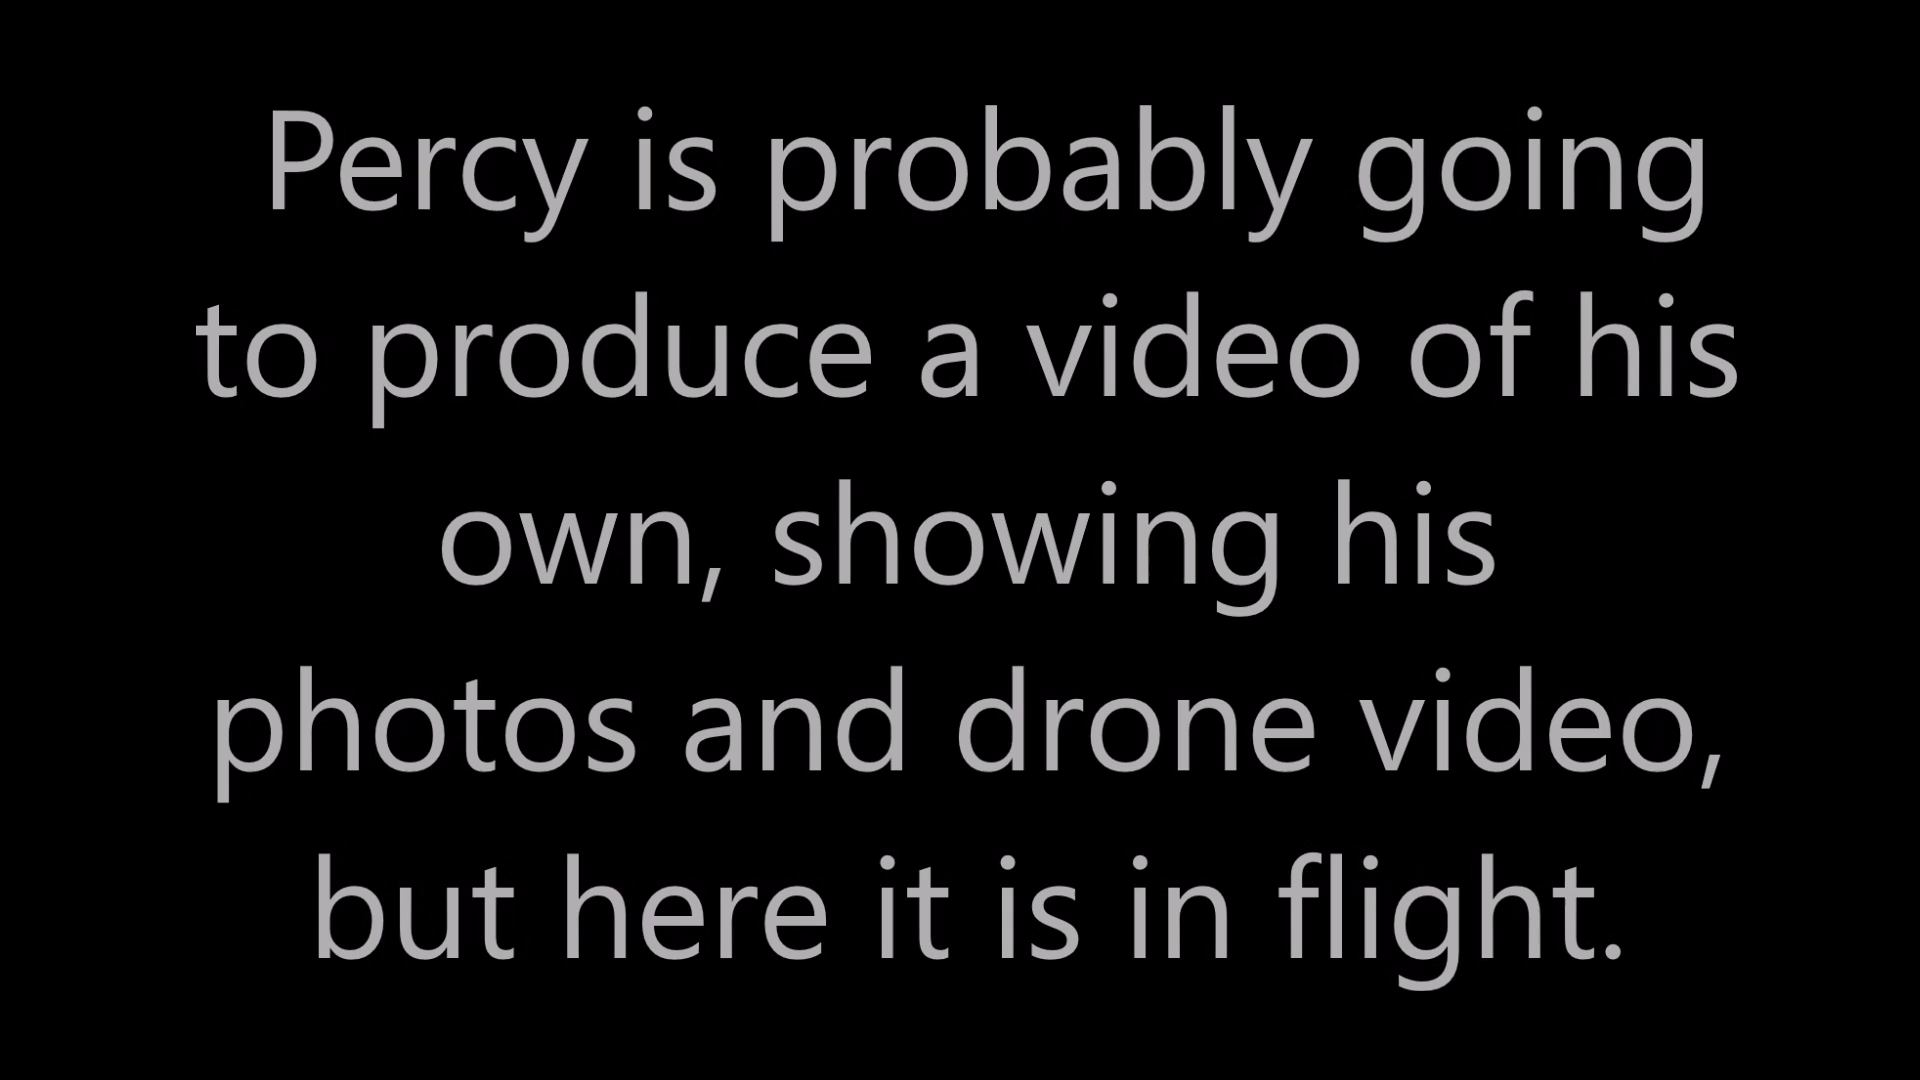 Percy is probably going
to produce a video of his
own, showing his
photos and drone video,
but here it is in flight.